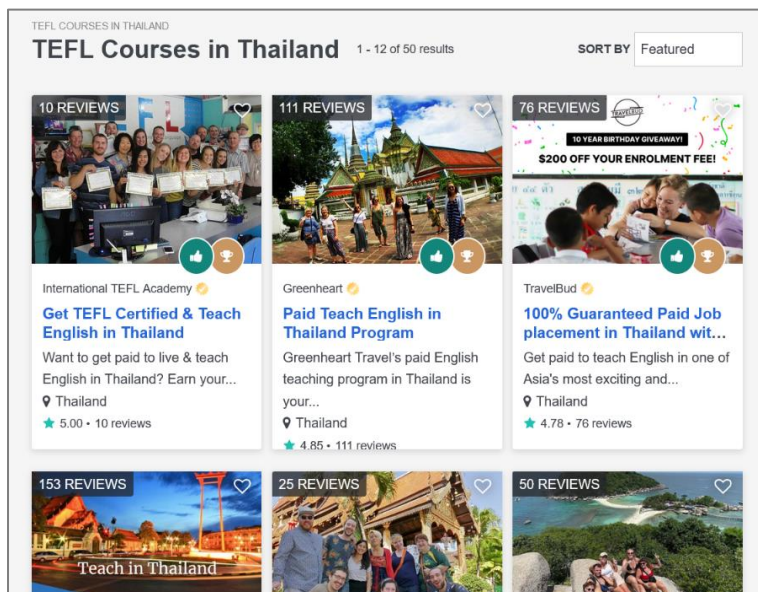 TEFL COURSES IN THAILAND
TEFL Courses in Thailand
1 - 12 of 50 results
SORT BY
Featured
10 REVIEWS
TEFL
International TEFL Academy
Get TEFL Certified & Teach
English in Thailand
Want to get paid to live & teach
English in Thailand? Earn your...
Thailand
5.00 • 10 reviews
111 REVIEWS
Greenheart
Paid Teach English in
Thailand Program
Greenheart Travel's paid English
teaching program in Thailand is
your...
Thailand
4.85 • 111 reviews
76 REVIEWS
TRAVELBUD
10 YEAR BIRTHDAY GIVEAWAY!
$200 OFF YOUR ENROLMENT FEE!
TravelBud
100% Guaranteed Paid Job
placement in Thailand wit...
Get paid to teach English in one of
Asia's most exciting and...
Thailand
4.78 • 76 reviews
153 REVIEWS
Teach in Thailand
25 REVIEWS
50 REVIEWS